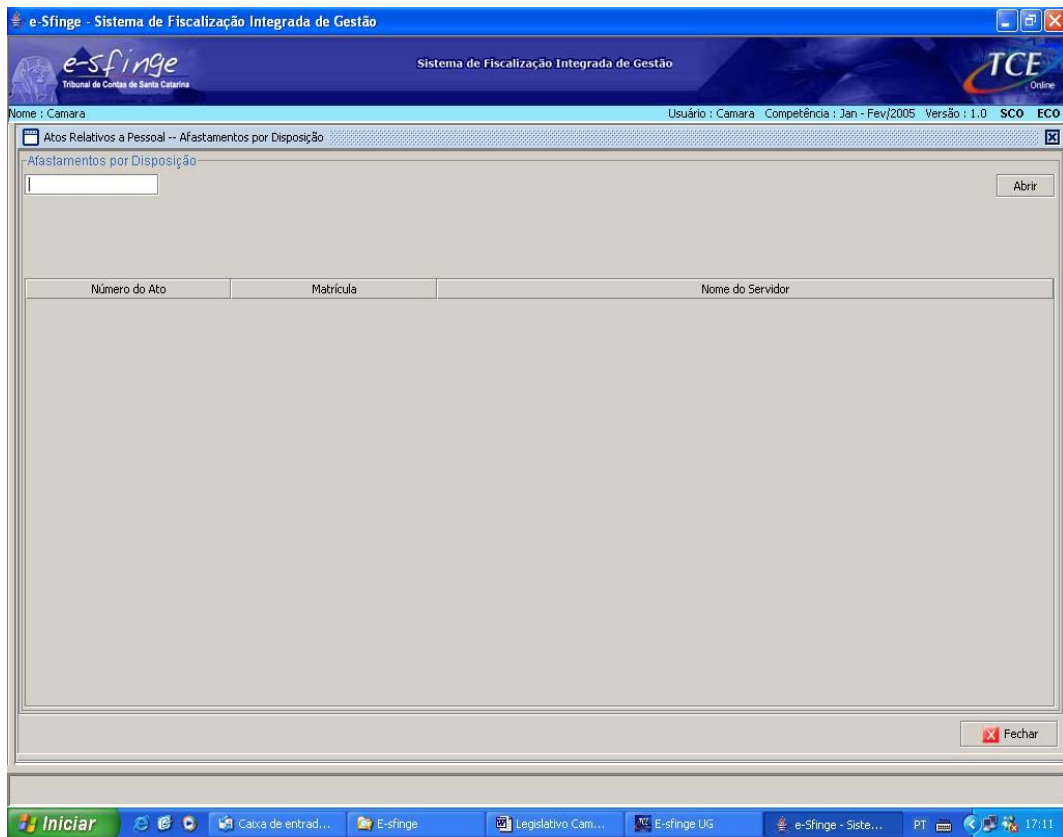 e-Sfinge - Sistema de Fiscalização Integrada de Gestão
e-sfinge
Tribunal de Contas de Santa Catarina
Sistema de Fiscalização Integrada de Gestão
TCE
Online
Nome : Camara
Usuário : Camara Competência : Jan - Fev/2005 Versão : 1.0 SCO ECO
Atos Relativos a Pessoal -- Afastamentos por Disposição
Afastamentos por Disposição
Abrir
Número do Ato Matrícula Nome do Servidor
Fechar
Iniciar Caixa de entrad... E-sfinge Legislativo Cam... E-sfinge UG e-Sfinge - Siste... PT 17:11